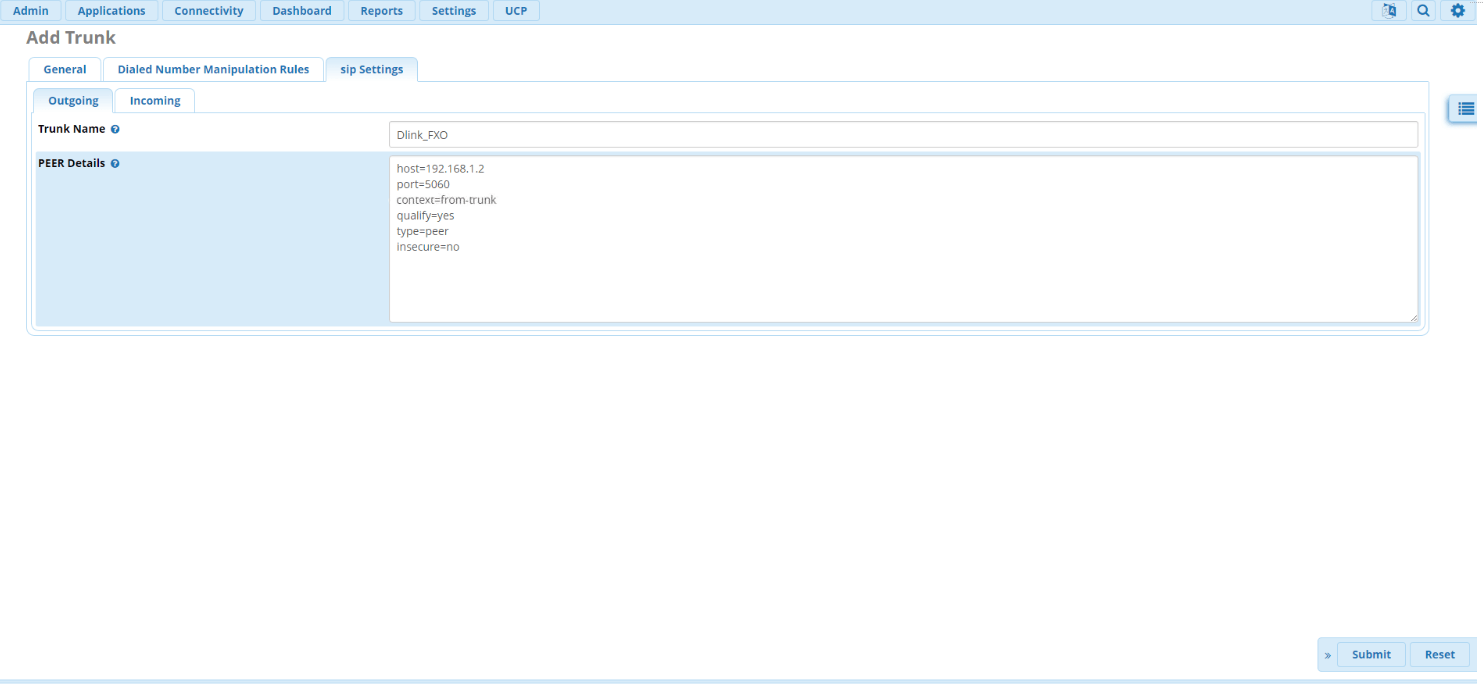 Admin Applications Connectivity Dashboard Reports Settings UCP
Add Trunk
General Dialed Number Manipulation Rules sip Settings
Outgoing Incoming
Trunk Name Dlink_FXO
PEER Details
host=192.168.1.2
port=5060
context=from-trunk
qualify=yes
type=peer
insecure=no
» Submit Reset